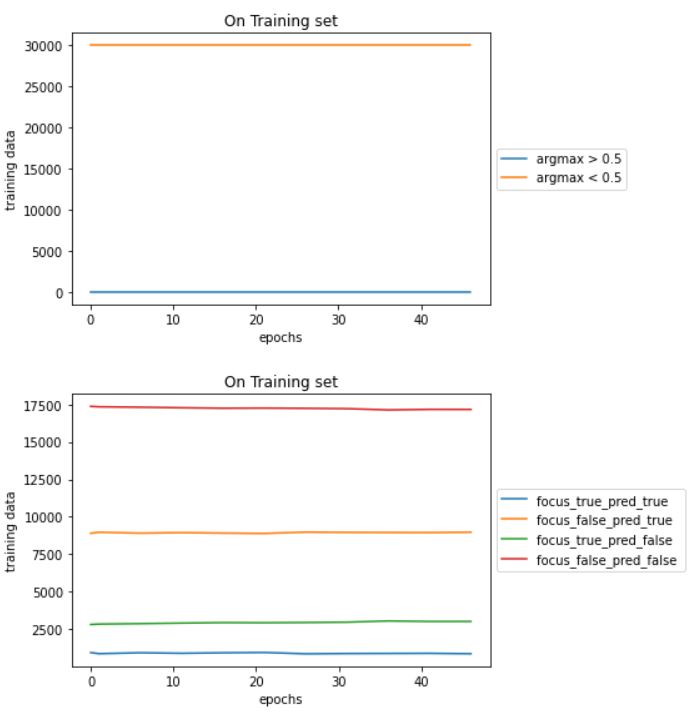 On Training set
30000
25000
20000
15000
10000
5000
0
training data
0 10 20 30 40
epochs
argmax > 0.5
argmax < 0.5
On Training set
17500
15000
12500
10000
7500
5000
2500
training data
0 10 20 30 40
epochs
focus_true_pred_true
focus_false_pred_true
focus_true_pred_false
focus_false_pred_false